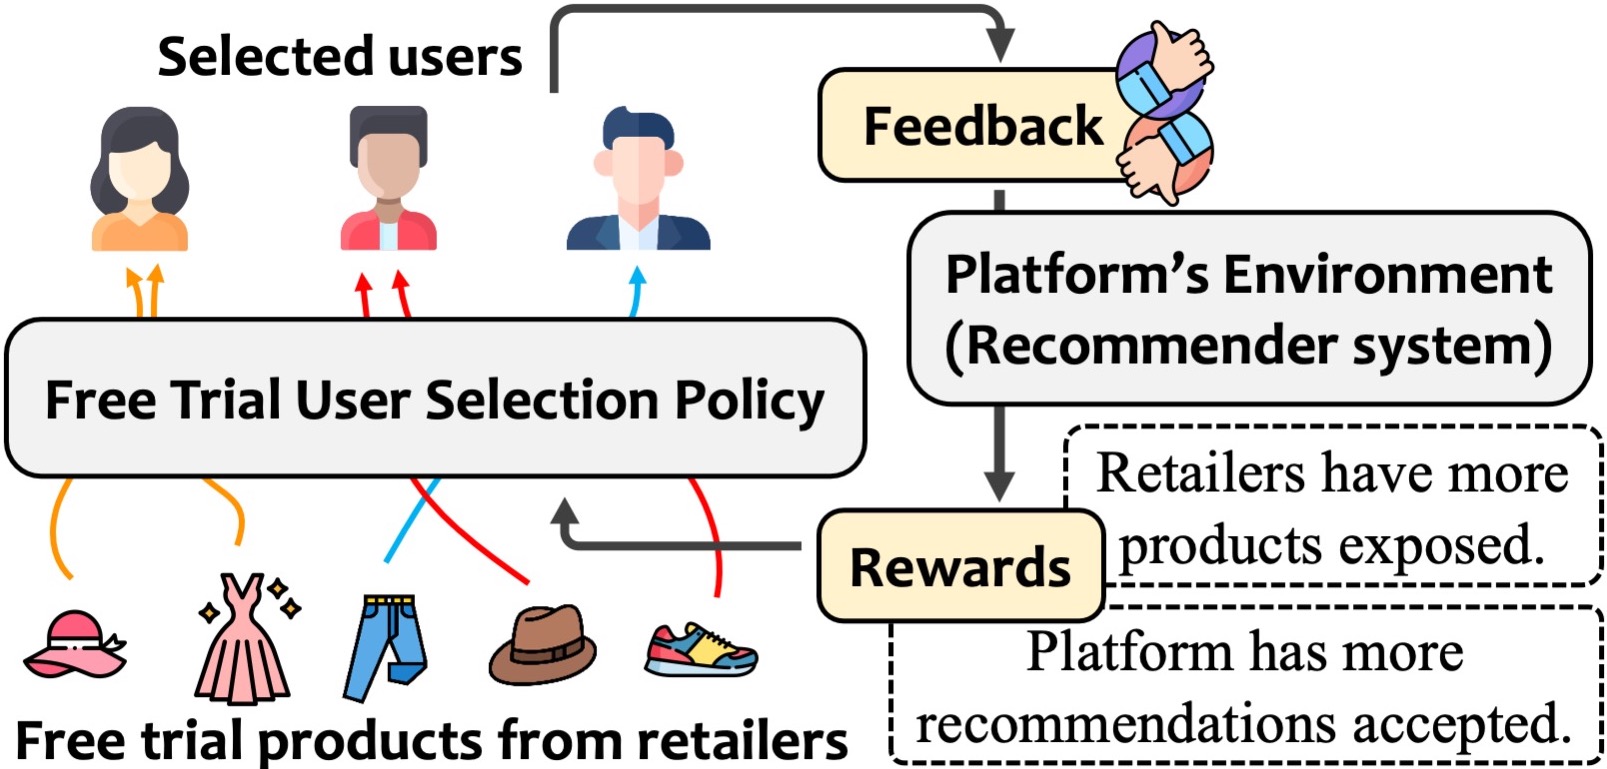 Selected users
Feedback
Platform’s Environment
(Recommender system)
Free Trial User Selection Policy
Retailers have more
products exposed.
Rewards
Platform has more
recommendations accepted.
Free trial products from retailers